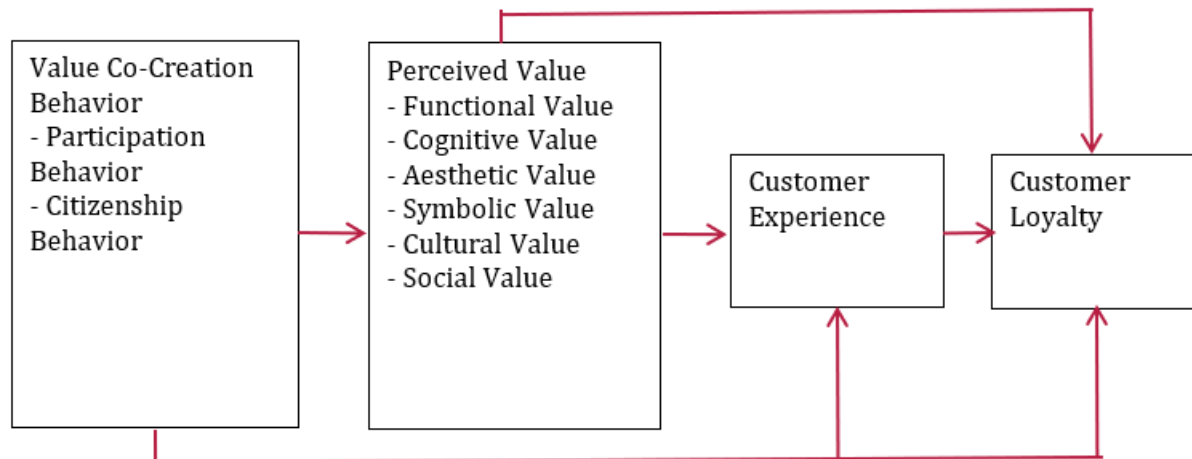 Value Co-Creation
Behavior
- Participation
Behavior
- Citizenship
Behavior
Perceived Value
- Functional Value
- Cognitive Value
- Aesthetic Value
- Symbolic Value
- Cultural Value
- Social Value
Customer
Experience
Customer
Loyalty